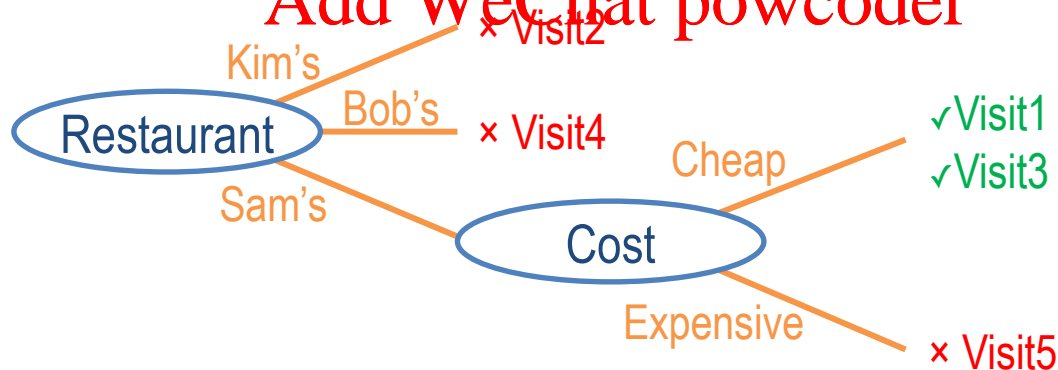 Add WeChat powcoder
× Visit2
Kim's
Bob's
Restaurant
× Visit4
✓Visit1
Cheap
✓Visit3
Sam's
Cost
Expensive
× Visit5